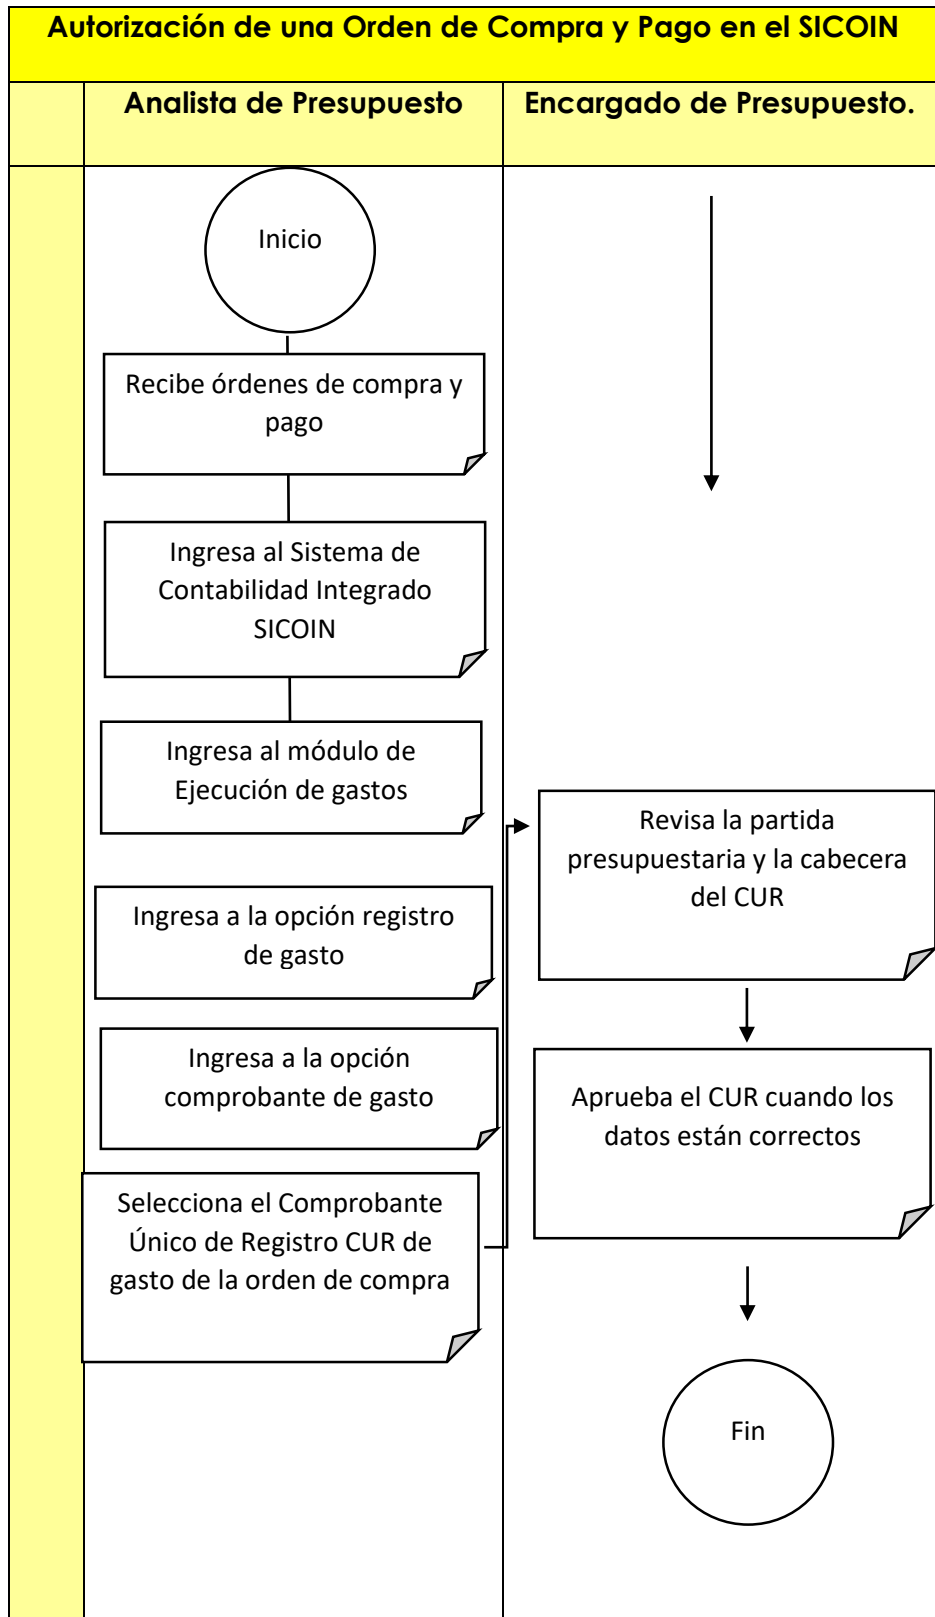 Autorización de una Orden de Compra y Pago en el SICOIN
Analista de Presupuesto
Encargado de Presupuesto.
Inicio
Recibe órdenes de compra y
pago
Ingresa al Sistema de
Contabilidad Integrado
SICOIN
Ingresa al módulo de
Ejecución de gastos
Ingresa a la opción registro
de gasto
Ingresa a la opción
comprobante de gasto
Selecciona el Comprobante
Único de Registro CUR de
gasto de la orden de compra
Revisa la partida
presupuestaria y la cabecera
del CUR
Aprueba el CUR cuando los
datos están correctos
Fin